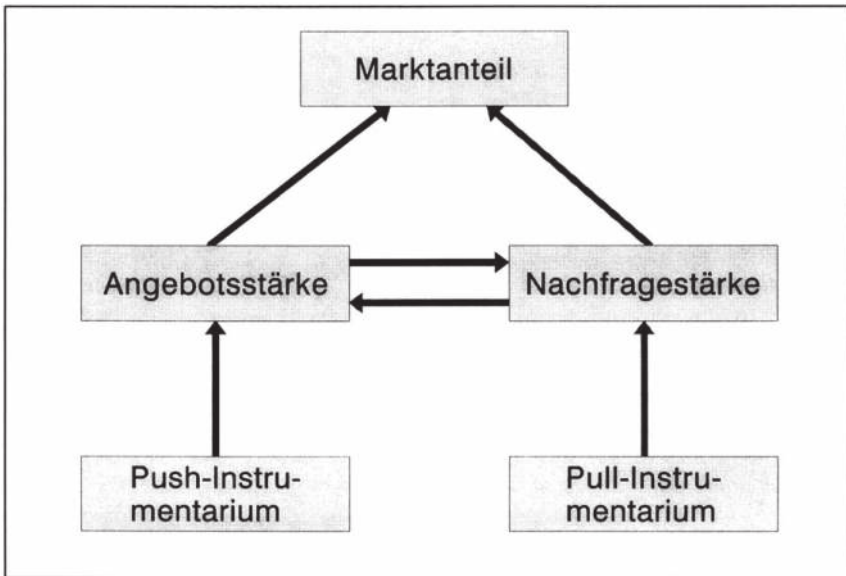 Marktanteil
Angebotsstärke
Nachfragestärke
Push-Instru-
mentarium
Pull-Instru-
mentarium